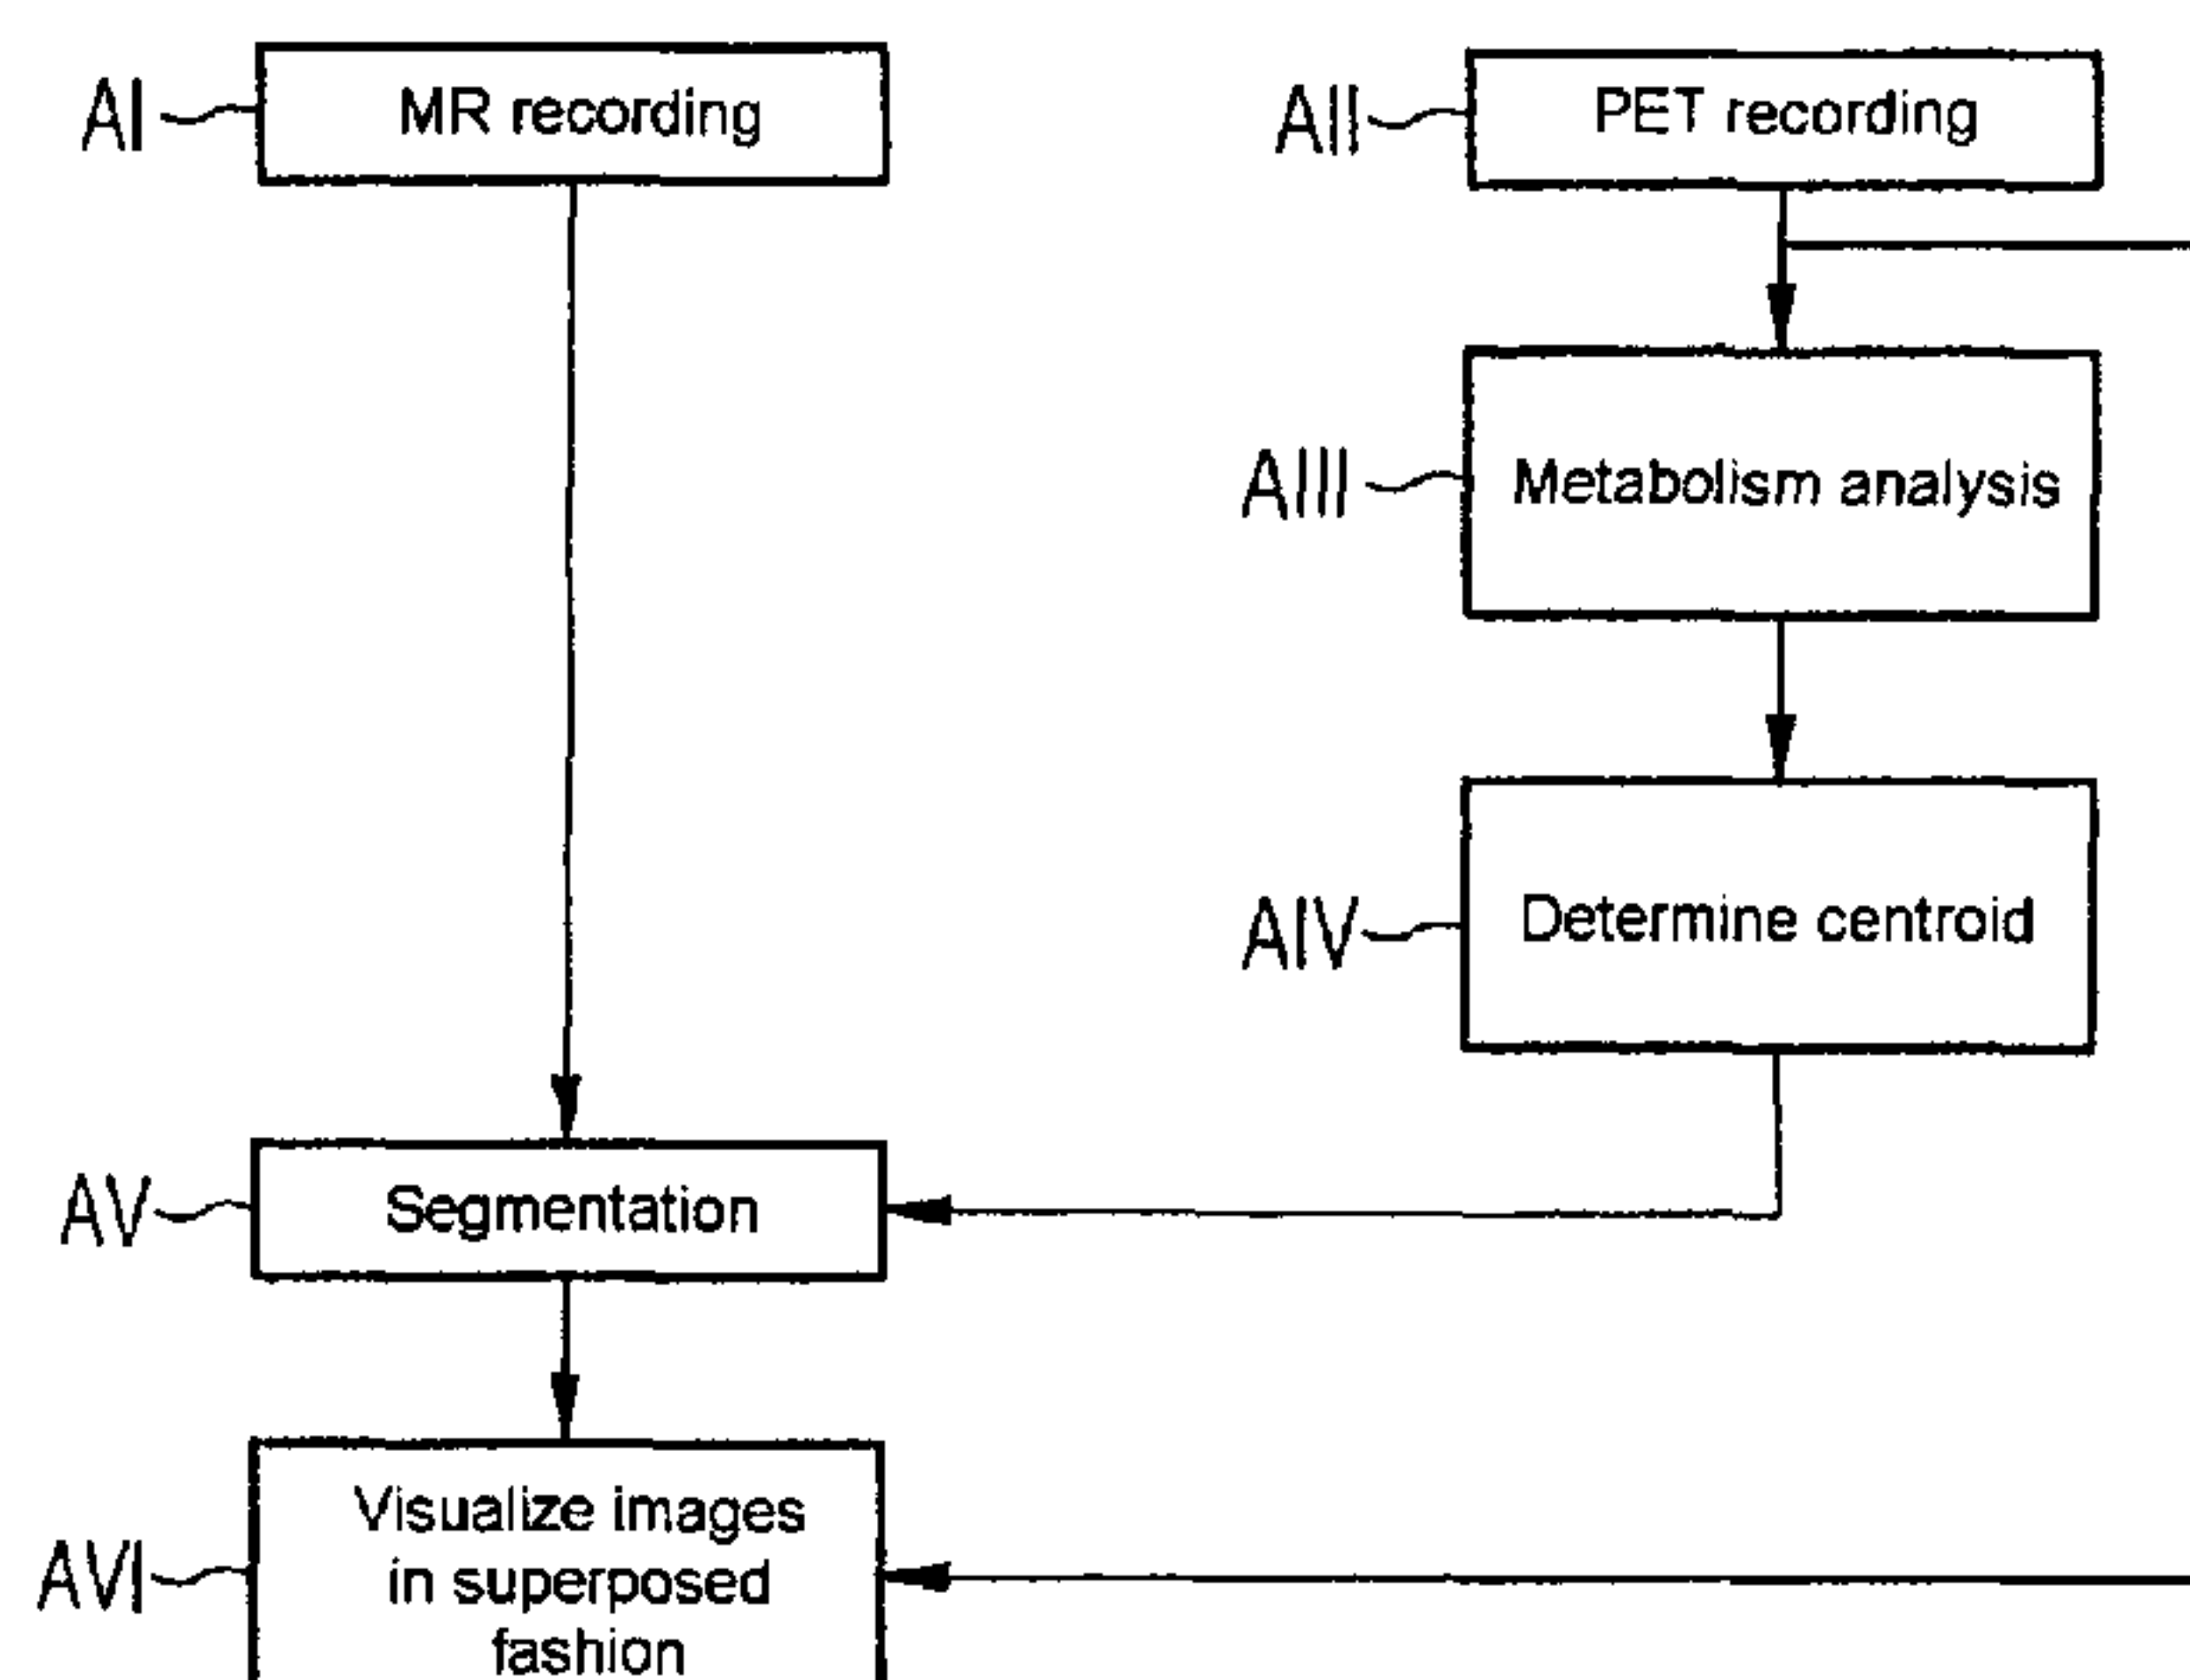 AI
MR recording
AII
PET recording
AIII
Metabolism analysis
AIV
Determine centroid
AV
Segmentation
AVI
Visualize images
in superposed
fashion